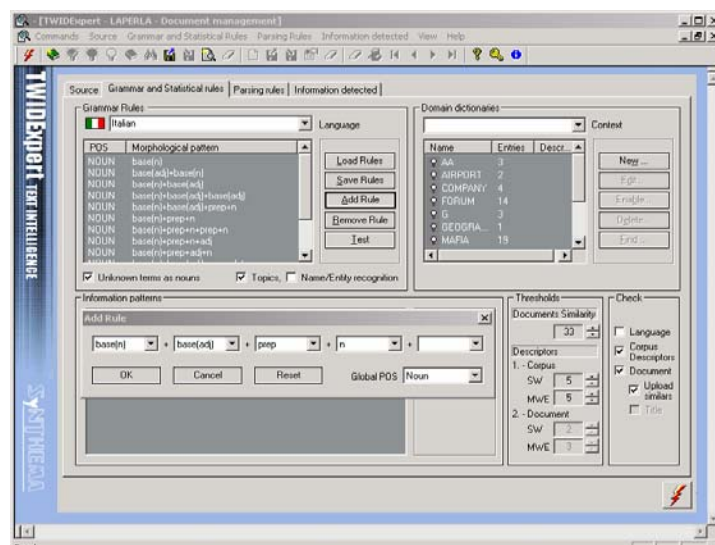 [TWIDExpert - LAPERLA - Document management]
Commands Source Grammar and Statistical Rules Parsing Rules Information detected View Help
TWIDExpert TEXT INTELLIGENCE
SYNTHEMA
Source Grammar and Statistical rules Parsing rules Information detected
Grammar Rules
Italian Language
POS Morphological pattern
NOUN base(n)
NOUN base(adj)+base(n)
NOUN base(n)+base(adj)
NOUN base(n)+base(adj)+base(adj)
NOUN base(n)+base(adj)+prep+n
NOUN base(n)+prep+n
NOUN base(n)+prep+n+prep+n
NOUN base(n)+prep+n+adj
NOUN base(n)+prep+adj+n
Load Rules
Save Rules
Add Rule
Remove Rule
Test
Unknown terms as nouns Topics, Name/Entity recognition
Domain dictionaries
Context
Name Entries Descr...
AA 3
AIRPORT 2
COMPANY 4
FORUM 14
G 3
GEOGRA... 1
MAFIA 19
New ...
Edit...
Enable...
Delete...
Find ...
Information patterns
Add Rule
base(n) + base(adj) + prep + n +
OK Cancel Reset Global POS Noun
Thresholds
Documents Similarity
33
Descriptors
1. - Corpus
SW 5
MWE 5
2. - Document
SW 2
MWE 3
Check
Language
Corpus
Descriptors
Document
Upload
similars
Title